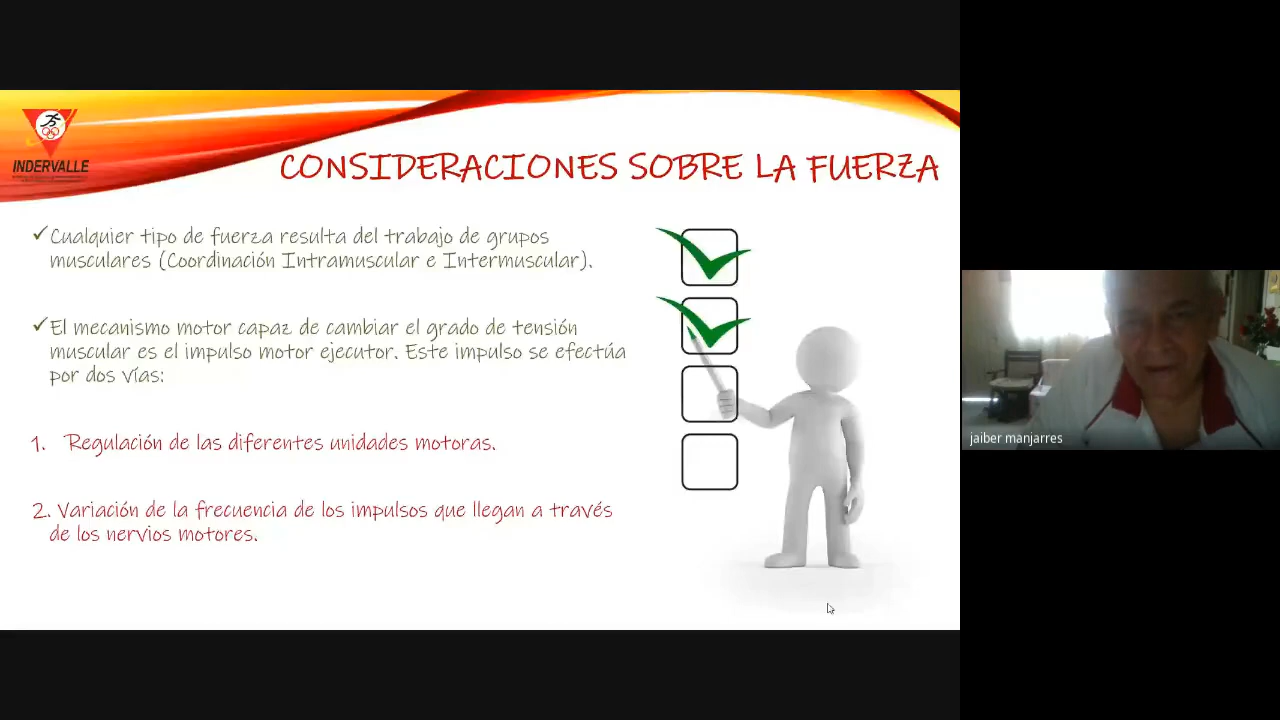 INDERVALLE
CONSIDERACIONES SOBRE LA FUERZA
✓Cualquier tipo de fuerza resulta del trabajo de grupos
musculares (Coordinación Intramuscular e Intermuscular).
✓El mecanismo motor capaz de cambiar el grado de tensión
muscular es el impulso motor ejecutor. Este impulso se efectúa
por dos vías:
1. Regulación de las diferentes unidades motoras.
2. Variación de la frecuencia de los impulsos que llegan a través
de los nervios motores.
jaiber manjarres